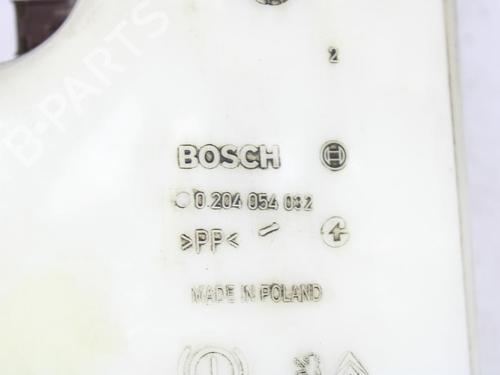 2
BOSCH
0 204 054 032
>PP<
MADE IN POLAND
B-PARTS